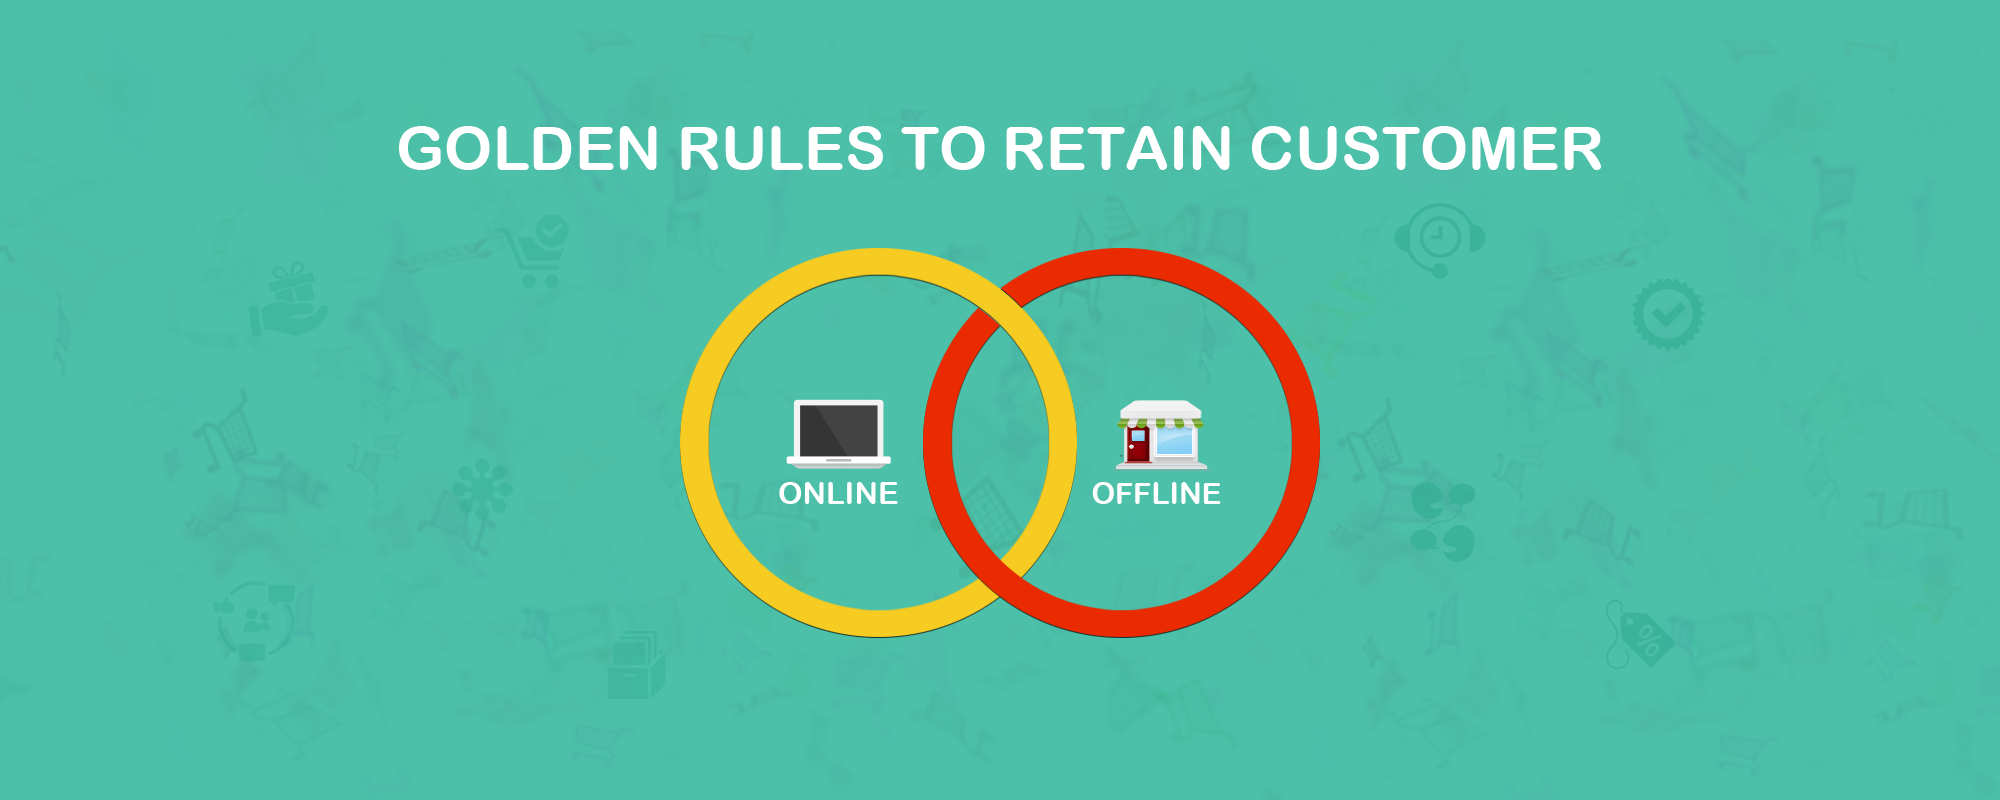 GOLDEN RULES TO RETAIN CUSTOMER
ONLINE
OFFLINE
%